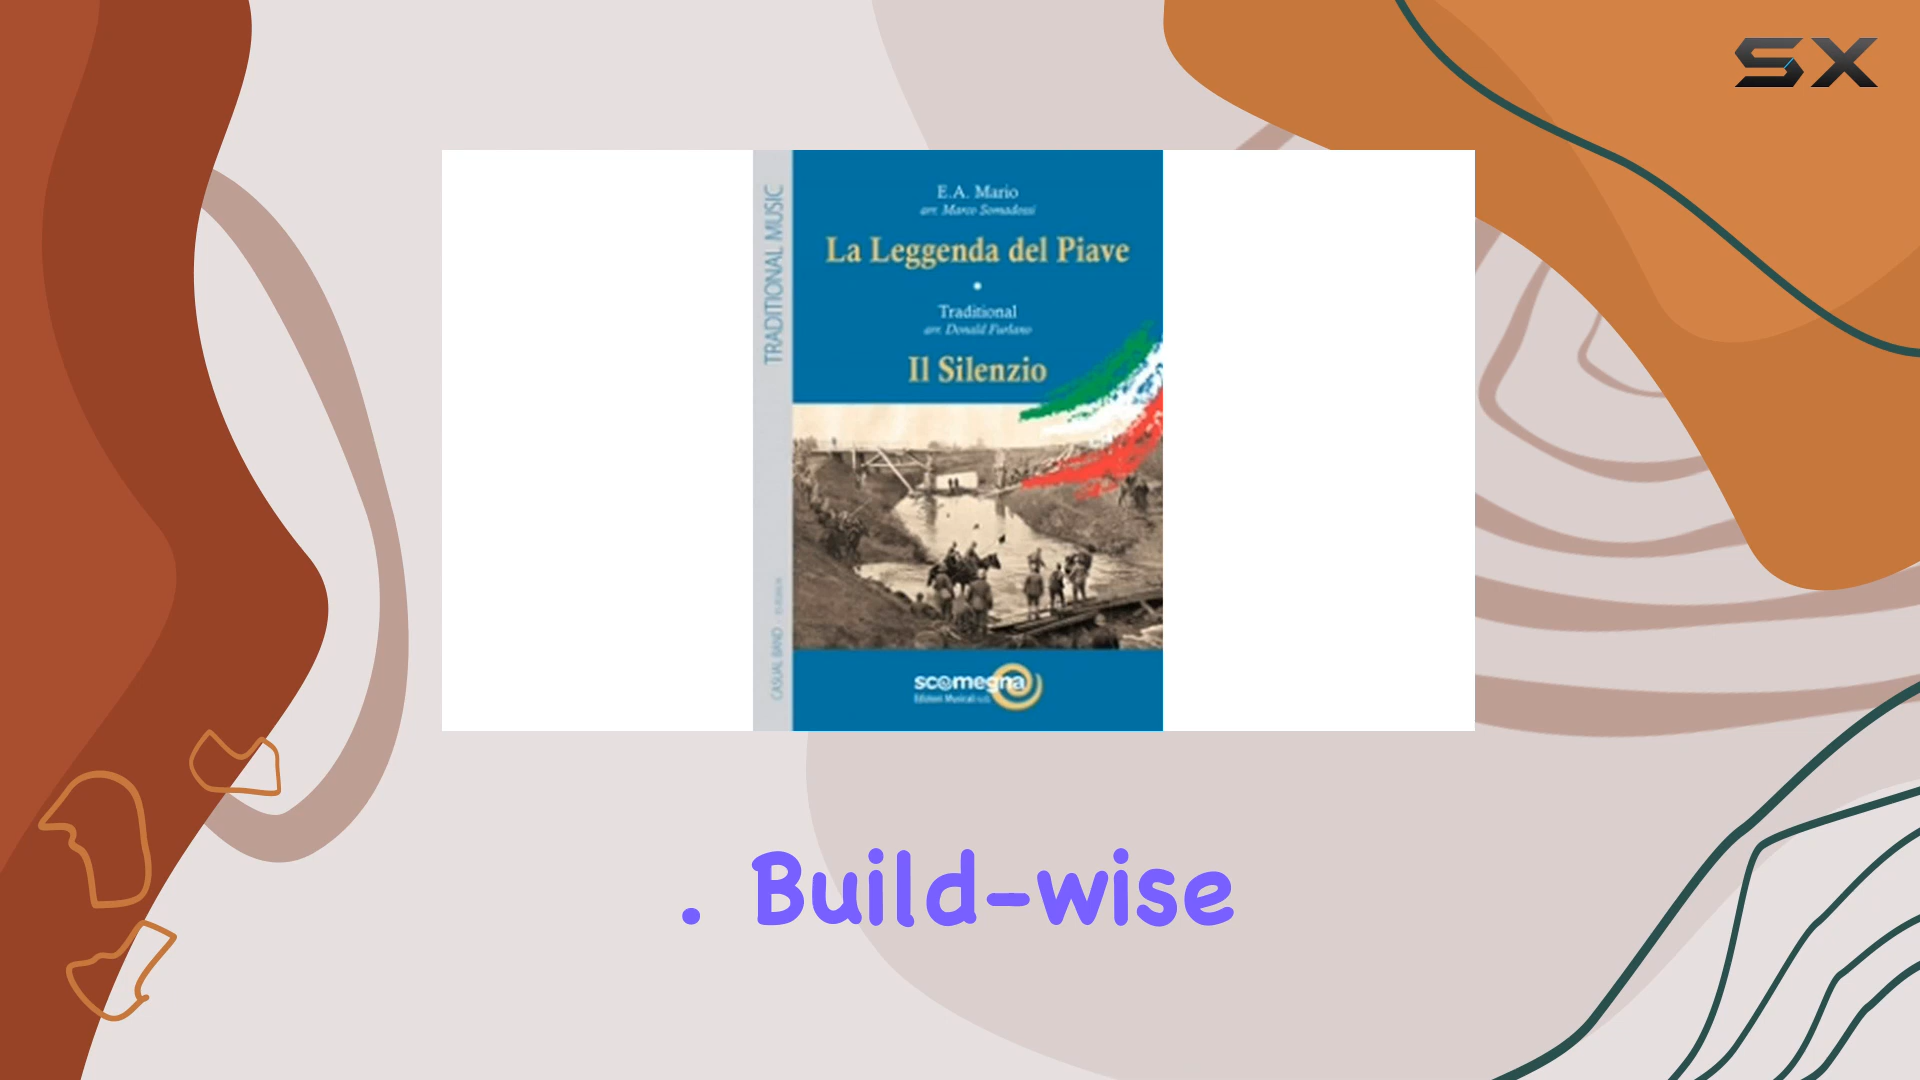 SX
TRADITIONAL MUSIC
E.A. Mario
arr. Marco Somadossi
La Leggenda del Piave
•
Traditional
arr. Donald Furlano
Il Silenzio
CASUAL BAND
scomegna
Edizioni Musicali
. Build-wise